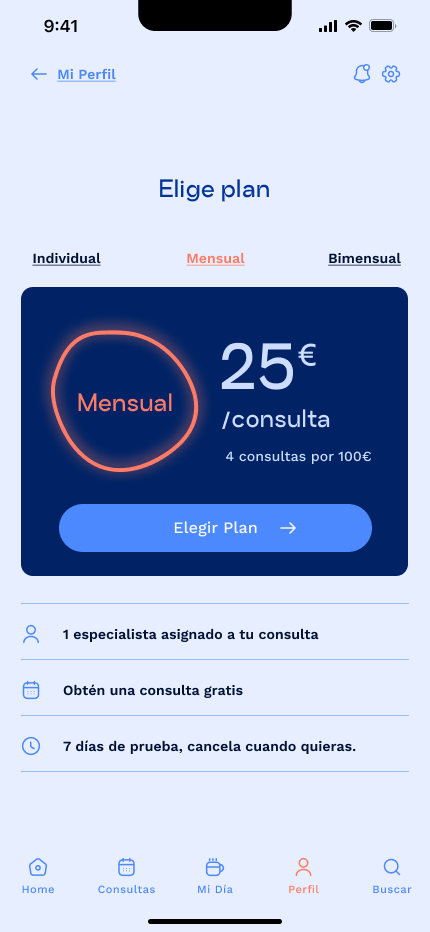 9:41
Mi Perfil
Elige plan
Individual
Mensual
Bimensual
Mensual
25€
/consulta
4 consultas por 100€
Elegir Plan
1 especialista asignado a tu consulta
Obtén una consulta gratis
7 días de prueba, cancela cuando quieras.
Home
Consultas
Mi Día
Perfil
Buscar